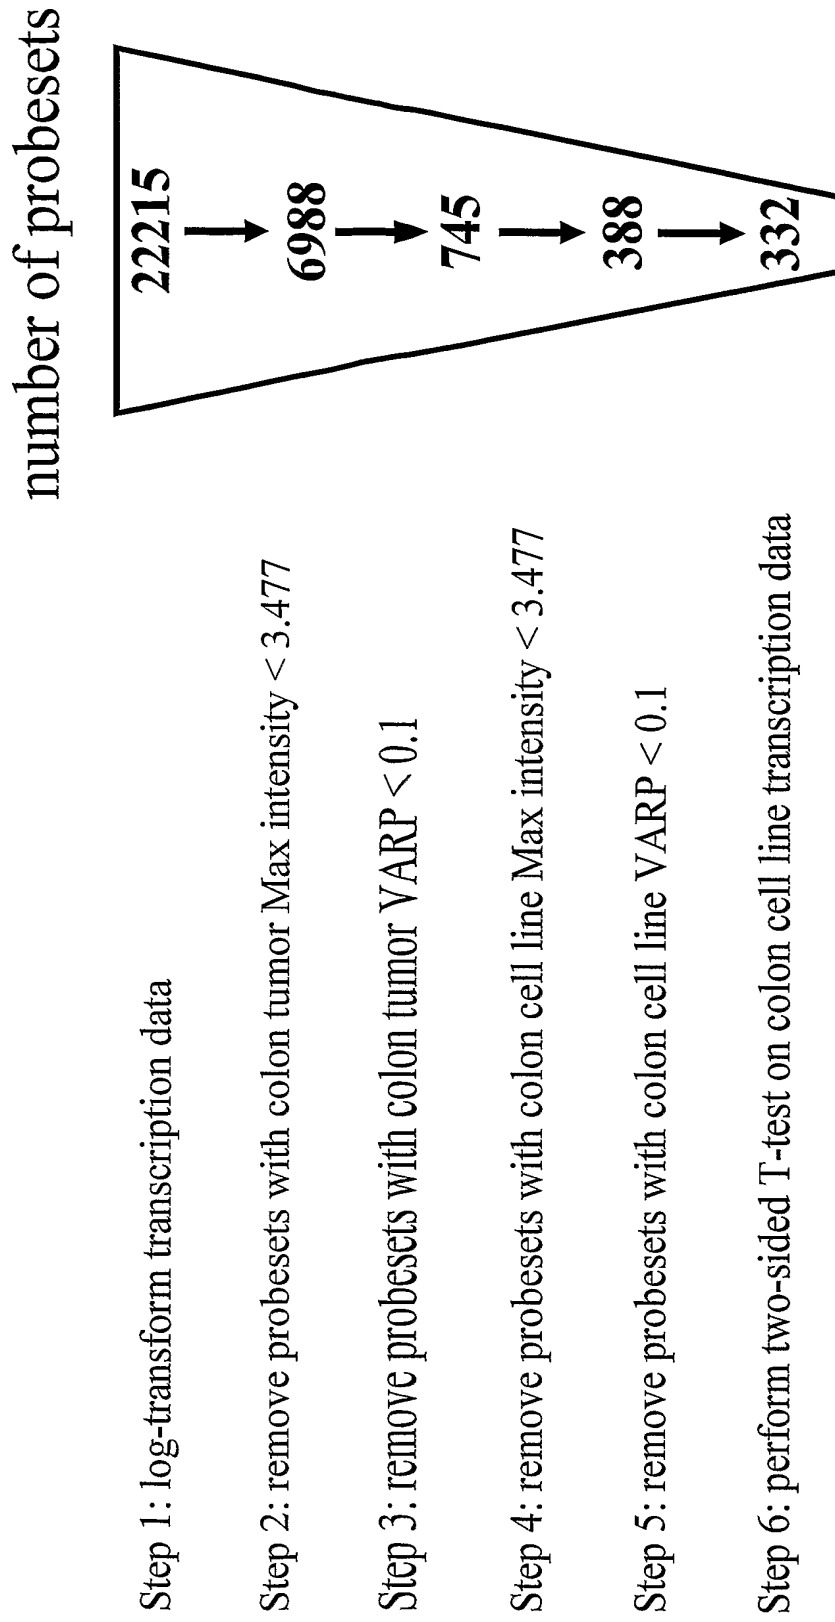 number of probesets
Step 1: log-transform transcription data
22215
Step 2: remove probesets with colon tumor Max intensity < 3.477
6988
Step 3: remove probesets with colon tumor VARP < 0.1
745
Step 4: remove probesets with colon cell line Max intensity < 3.477
388
Step 5: remove probesets with colon cell line VARP < 0.1
332
Step 6: perform two-sided T-test on colon cell line transcription data